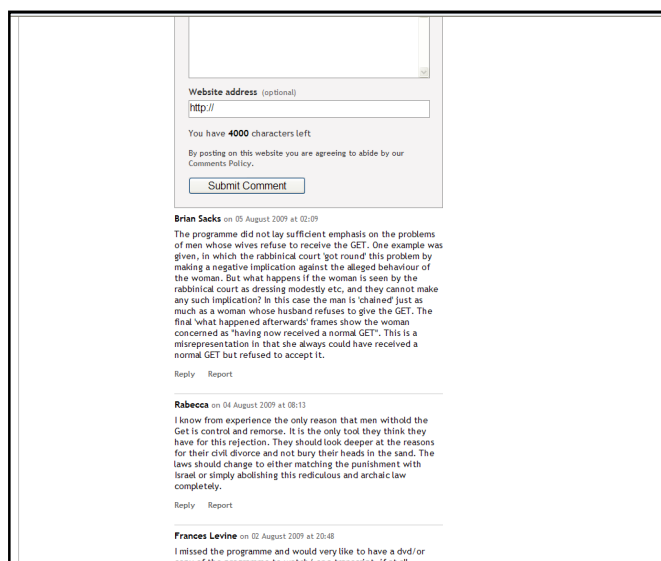 Website address (optional)
http://
You have 4000 characters left
By posting on this website you are agreeing to abide by our
Comments Policy.
Submit Comment
Brian Sacks on 05 August 2009 at 02:09
The programme did not lay sufficient emphasis on the problems
of men whose wives refuse to receive the GET. One example was
given, in which the rabbinical court 'got round' this problem by
making a negative implication against the alleged behaviour of
the woman. But what happens if the woman is seen by the
rabbinical court as dressing modestly etc, and they cannot make
any such implication? In this case the man is 'chained' just as
much as a woman whose husband refuses to give the GET. The
final 'what happened afterwards' frames show the woman
concerned as "having now received a normal GET". This is a
misrepresentation in that she always could have received a
normal GET but refused to accept it.
Reply Report
Rabecca on 04 August 2009 at 08:13
I know from experience the only reason that men withold the
Get is control and remorse. It is the only tool they think they
have for this rejection. They should look deeper at the reasons
for their civil divorce and not bury their heads in the sand. The
laws should change to either matching the punishment with
Israel or simply abolishing this rediculous and archaic law
completely.
Reply Report
Frances Levine on 02 August 2009 at 20:48
I missed the programme and would very like to have a dvd/or